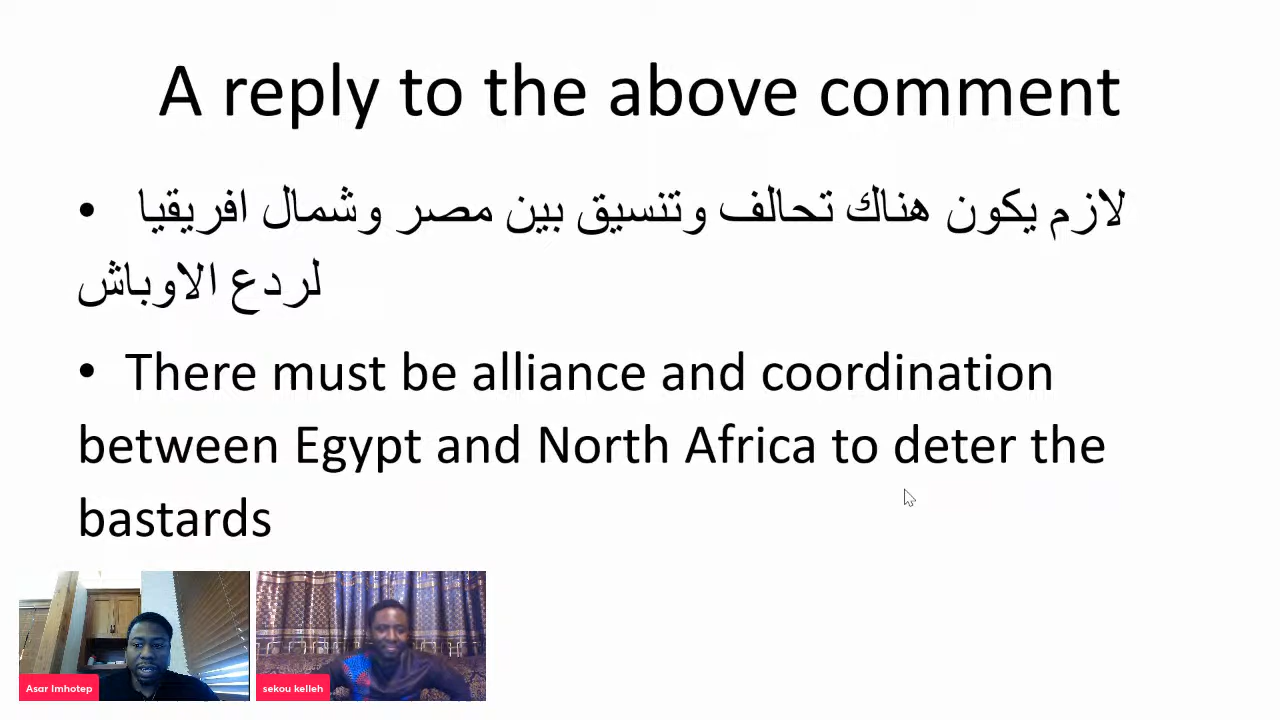 A reply to the above comment
• لازم يكون هناك تحالف وتنسيق بين مصر وشمال افريقيا
لردع الاوباش
• There must be alliance and coordination
between Egypt and North Africa to deter the
bastards
Asar Imhotep
sekou kelleh